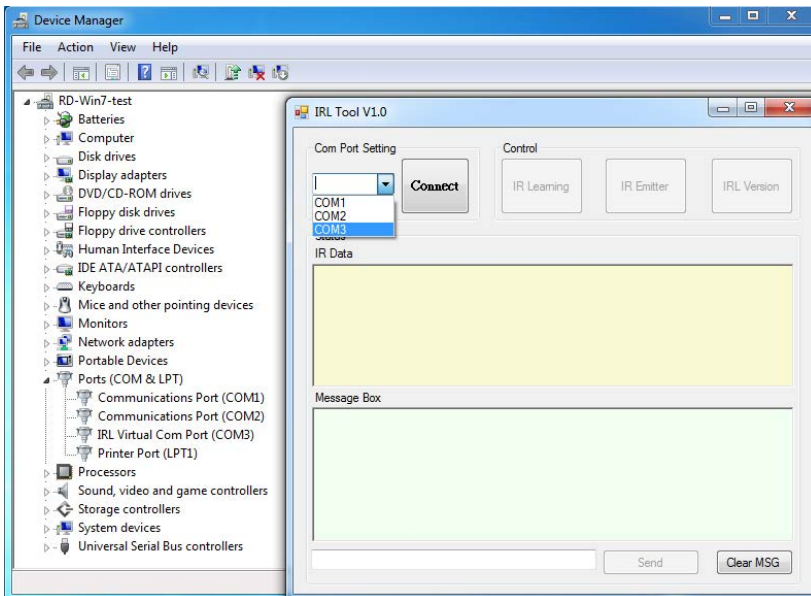 Device Manager
File Action View Help
RD-Win7-test
Batteries
Computer
Disk drives
Display adapters
DVD/CD-ROM drives
Floppy disk drives
Floppy drive controllers
Human Interface Devices
IDE ATA/ATAPI controllers
Keyboards
Mice and other pointing devices
Monitors
Network adapters
Portable Devices
Ports (COM & LPT)
Communications Port (COM1)
Communications Port (COM2)
IRL Virtual Com Port (COM3)
Printer Port (LPT1)
Processors
Sound, video and game controllers
Storage controllers
System devices
Universal Serial Bus controllers
IRL Tool V1.0
Com Port Setting
Connect
COM1
COM2
COM3
Control
IR Learning IR Emitter IRL Version
Status
IR Data
Message Box
Send Clear MSG